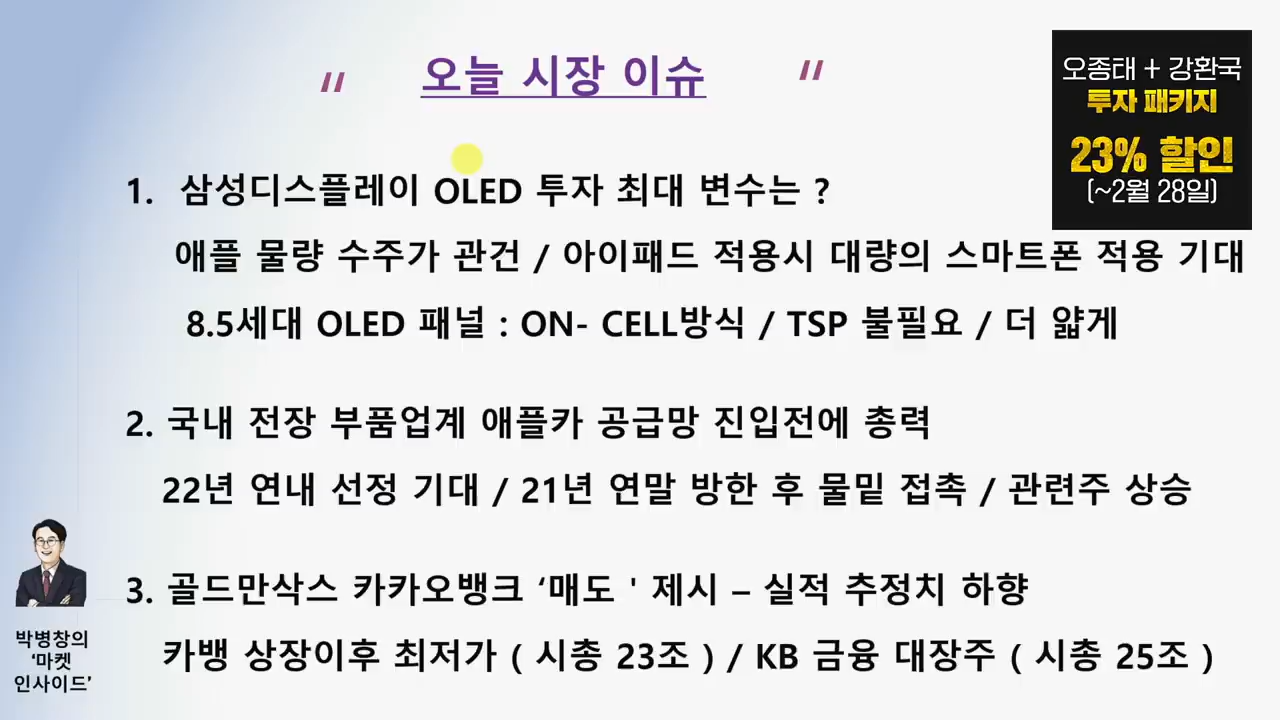 " 오늘 시장 이슈 "
오종태 + 강환국
투자 패키지
23% 할인
(~2월 28일)
1. 삼성디스플레이 OLED 투자 최대 변수는 ?
애플 물량 수주가 관건 / 아이패드 적용시 대량의 스마트폰 적용 기대
8.5세대 OLED 패널 : ON- CELL방식 / TSP 불필요 / 더 얇게
2. 국내 전장 부품업계 애플카 공급망 진입전에 총력
22년 연내 선정 기대 / 21년 연말 방한 후 물밑 접촉 / 관련주 상승
3. 골드만삭스 카카오뱅크 ‘매도 ' 제시 – 실적 추정치 하향
카뱅 상장이후 최저가 ( 시총 23조 ) / KB 금융 대장주 ( 시총 25조 )
박병창의
‘마켓
인사이드’